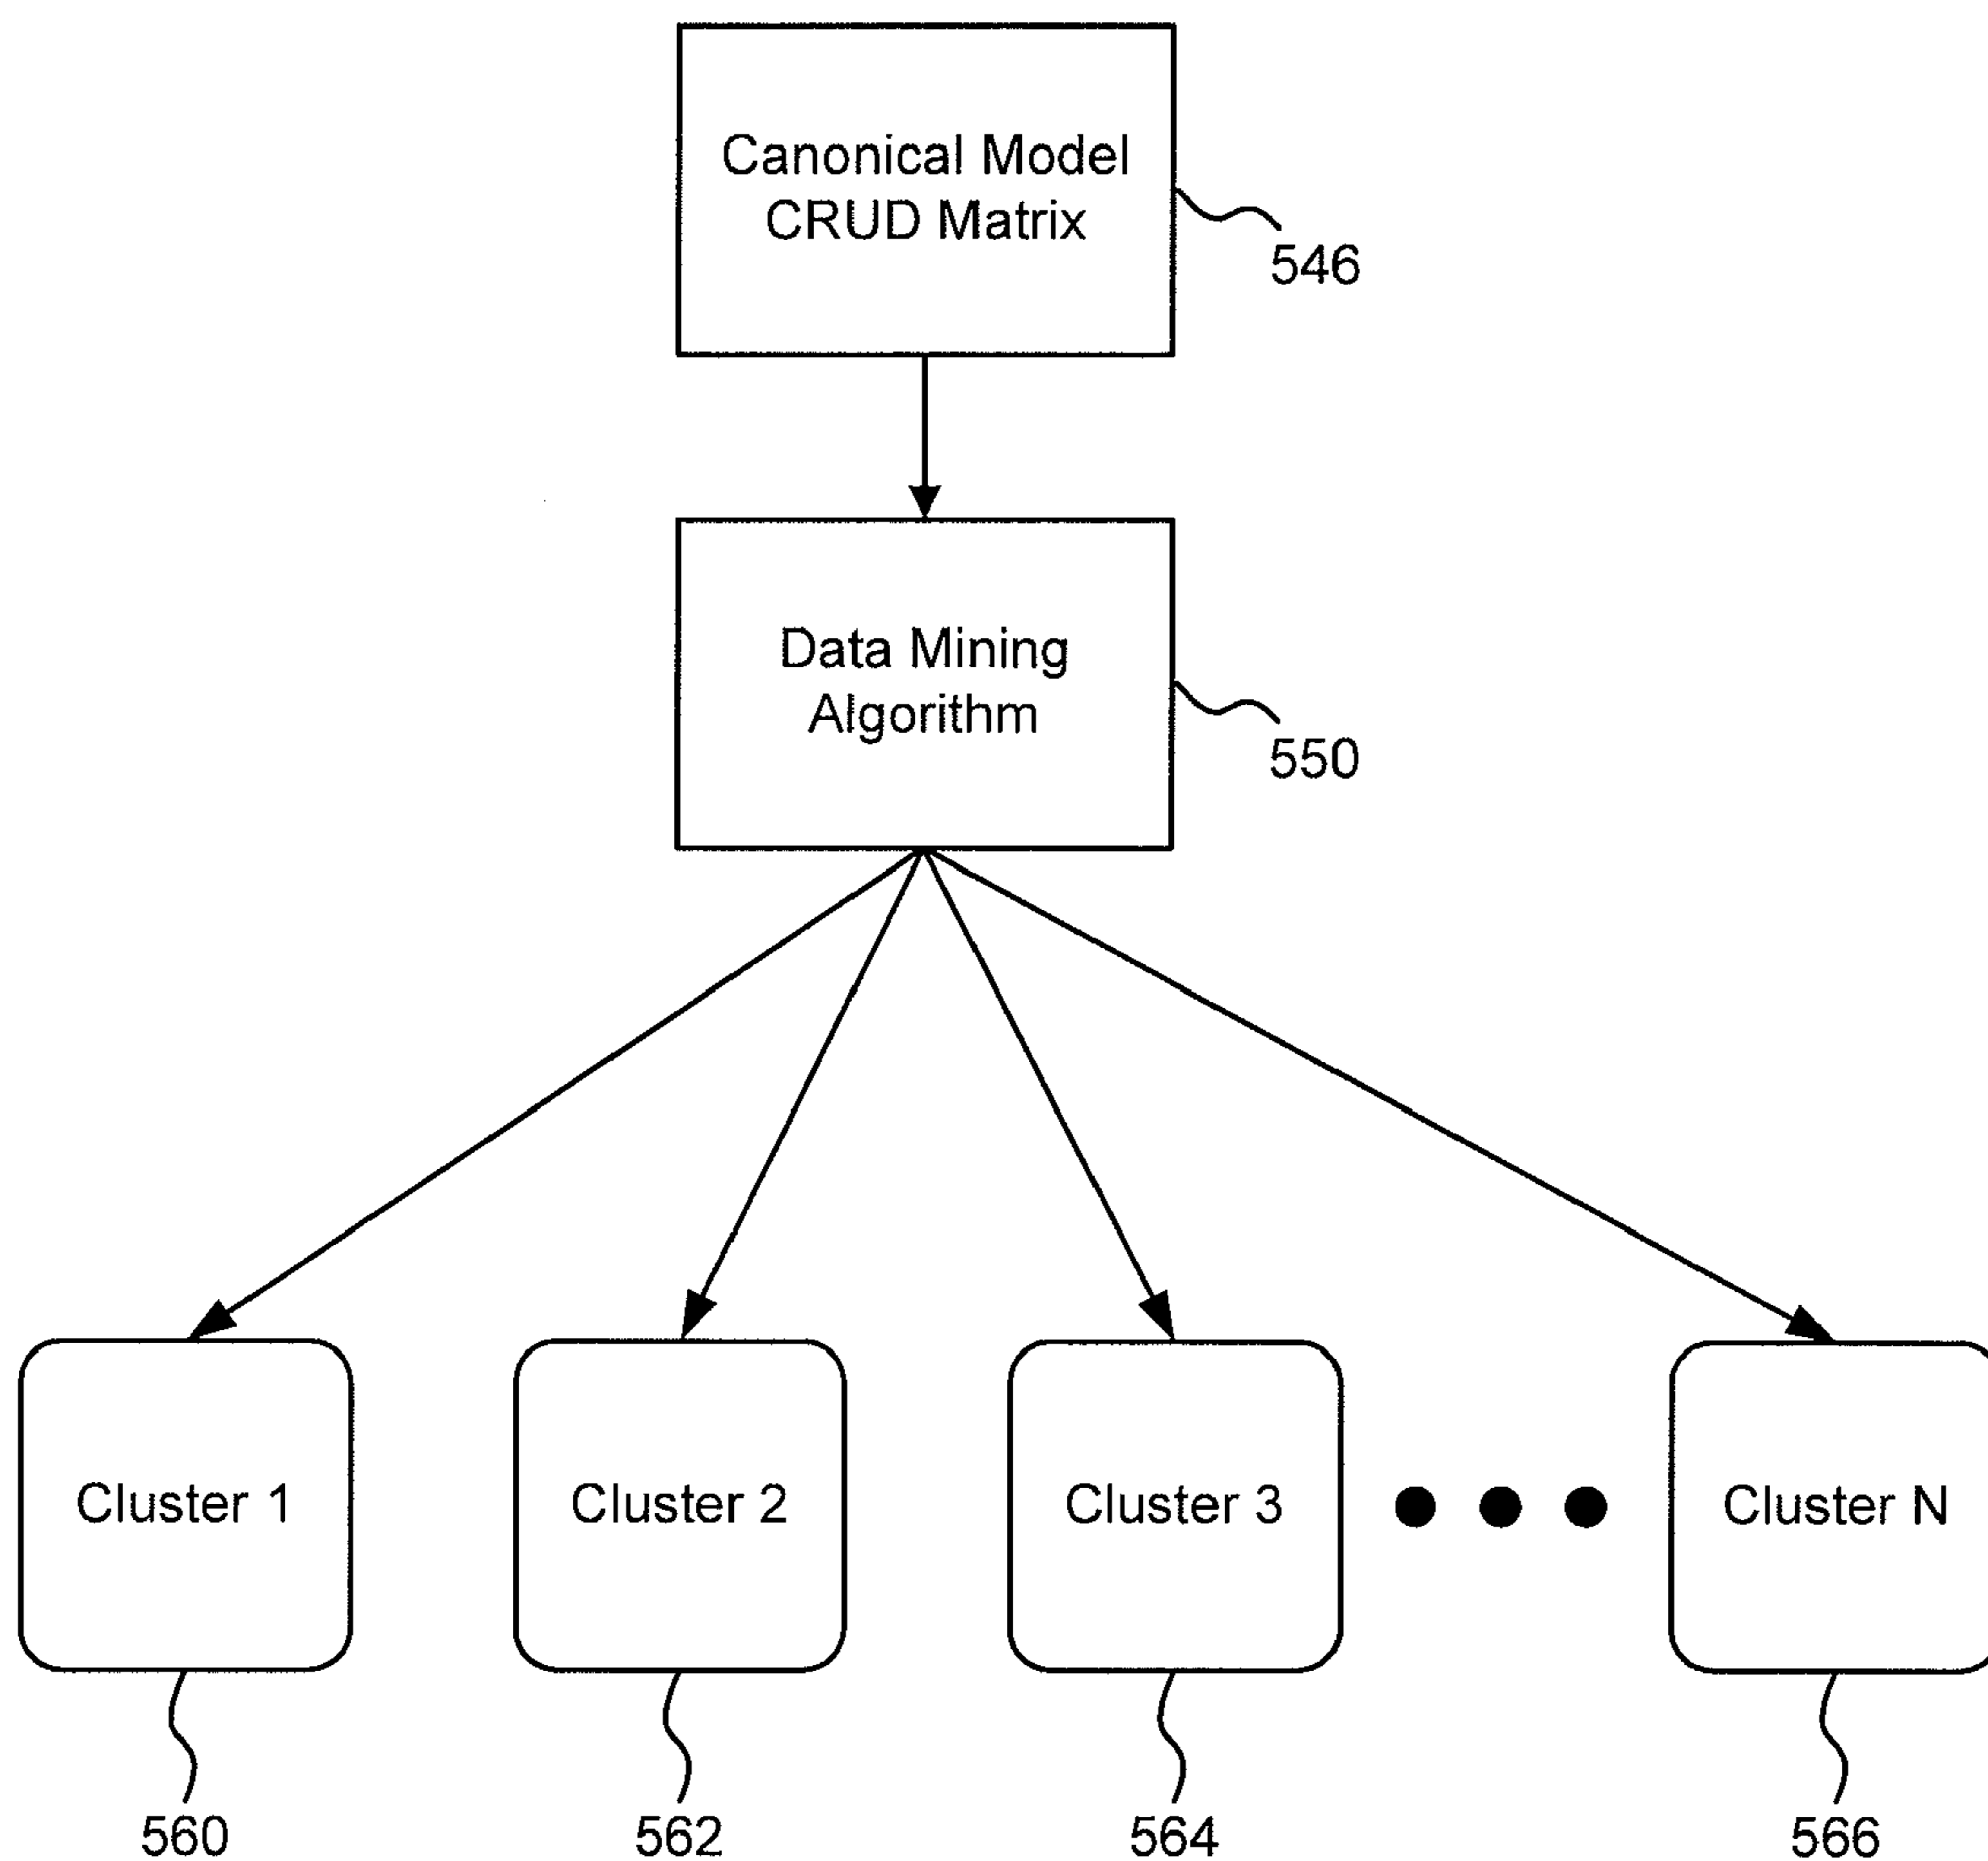 Canonical Model
CRUD Matrix
546
Data Mining
Algorithm
550
Cluster 1
Cluster 2
Cluster 3
Cluster N
560
562
564
566